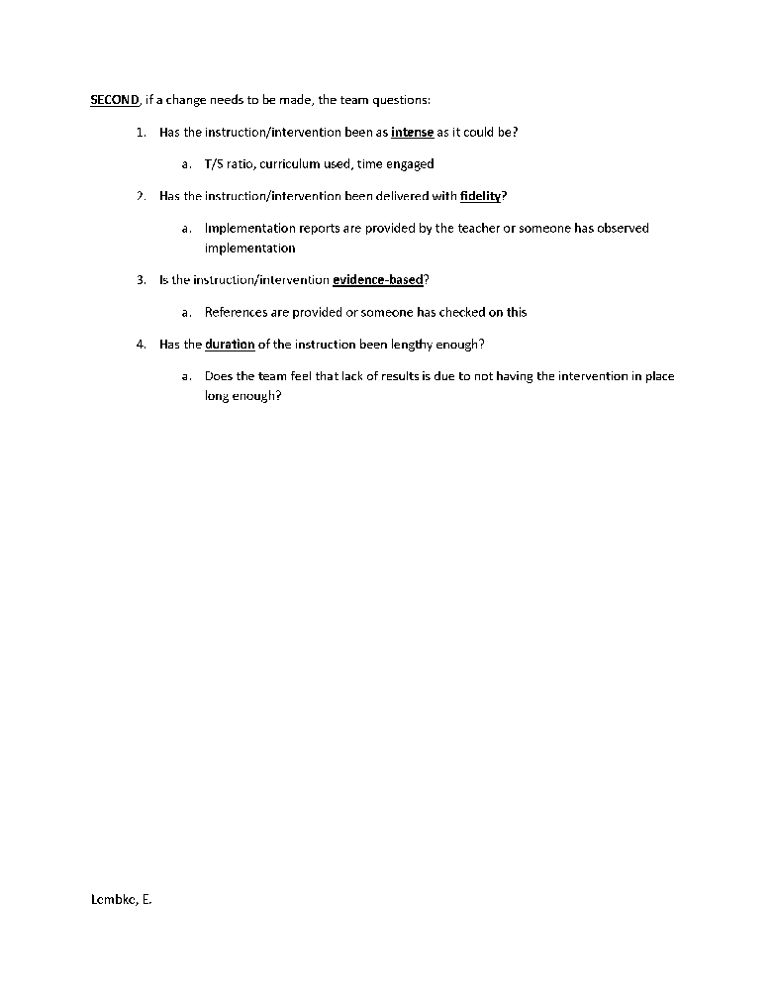 SECOND, if a change needs to be made, the team questions:
1. Has the instruction/intervention been as intense as it could be?
a. T/S ratio, curriculum used, time engaged
2. Has the instruction/intervention been delivered with fidelity?
a. Implementation reports are provided by the teacher or someone has observed
implementation
3. Is the instruction/intervention evidence-based?
a. References are provided or someone has checked on this
4. Has the duration of the instruction been lengthy enough?
a. Does the team feel that lack of results is due to not having the intervention in place
long enough?
Lembke, E.